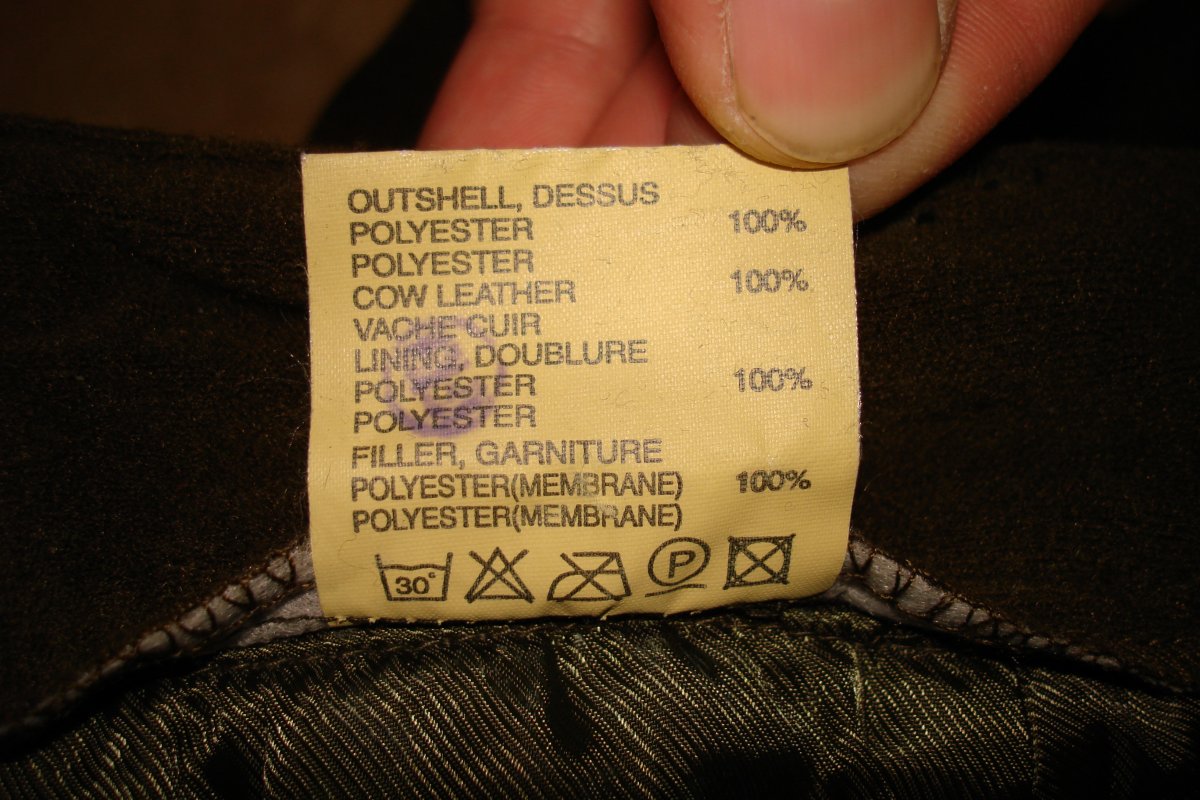 OUTSHELL, DESSUS
POLYESTER 100%
POLYESTER
COW LEATHER 100%
VACHE CUIR
LINING, DOUBLURE
POLYESTER 100%
POLYESTER
FILLER, GARNITURE
POLYESTER(MEMBRANE) 100%
POLYESTER(MEMBRANE)
30° P